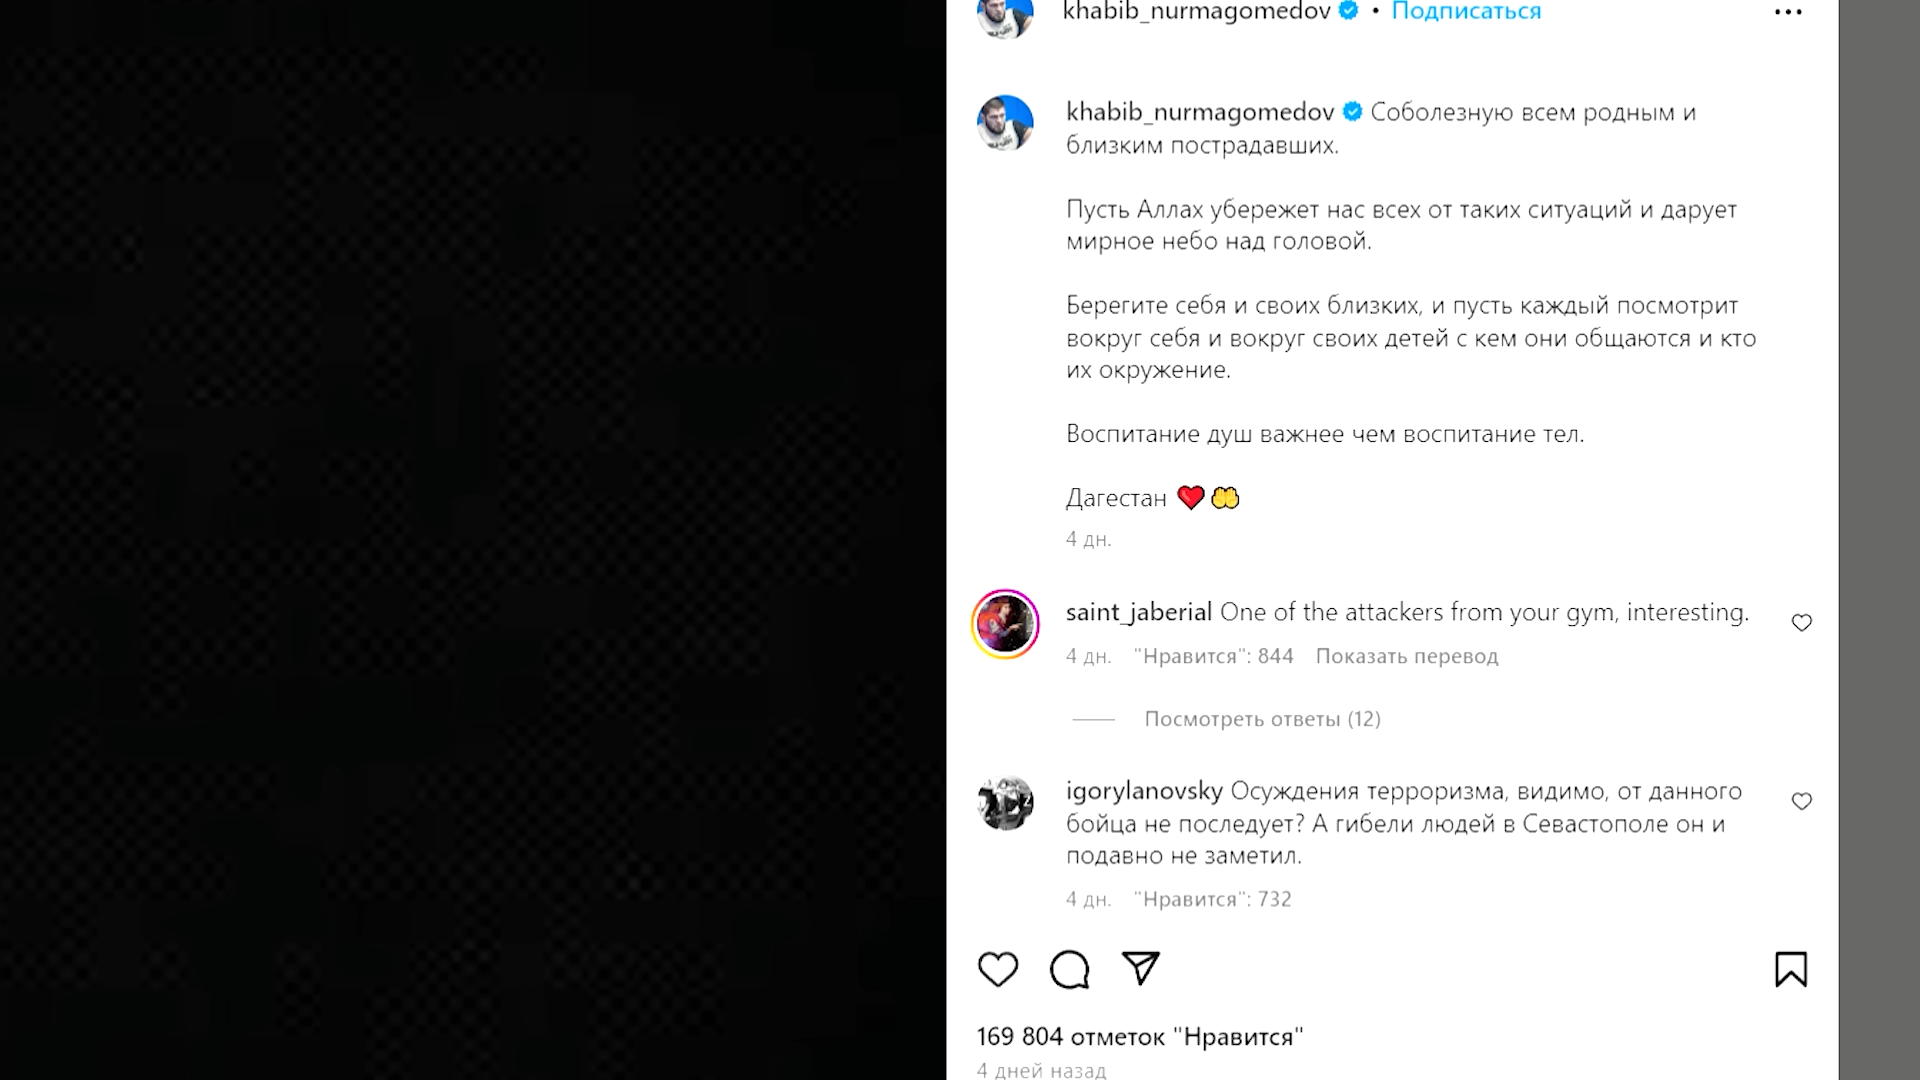 khabib_nurmagomedov • Подписаться
khabib_nurmagomedov Соболезную всем родным и
близким пострадавших.
Пусть Аллах убережет нас всех от таких ситуаций и дарует
мирное небо над головой.
Берегите себя и своих близких, и пусть каждый посмотрит
вокруг себя и вокруг своих детей с кем они общаются и кто
их окружение.
Воспитание душ важнее чем воспитание тел.
Дагестан ❤️🤲
4 дн.
saint_jaberial One of the attackers from your gym, interesting.
4 дн. "Нравится": 844 Показать перевод
Посмотреть ответы (12)
igorylanovsky Осуждения терроризма, видимо, от данного
бойца не последует? А гибели людей в Севастополе он и
подавно не заметил.
4 дн. "Нравится": 732
169 804 отметок "Нравится"
4 дней назад